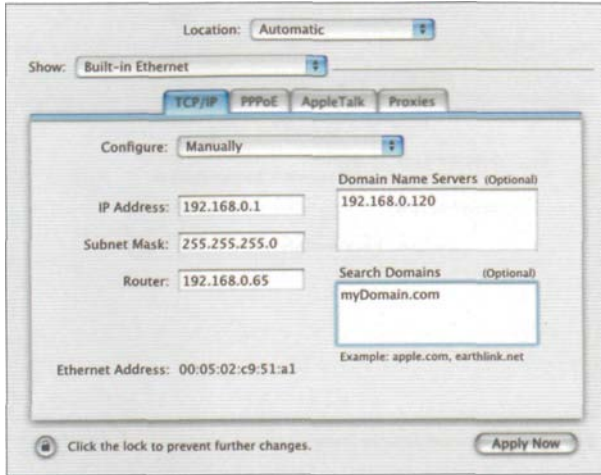 Location: Automatic
Show: Built-in Ethernet
TCP/IP PPPoE AppleTalk Proxies
Configure: Manually
Domain Name Servers (Optional)
IP Address: 192.168.0.1
192.168.0.120
Subnet Mask: 255.255.255.0
Router: 192.168.0.65
Search Domains (Optional)
myDomain.com
Example: apple.com, earthlink.net
Ethernet Address: 00:05:02:c9:51:a1
Click the lock to prevent further changes.
Apply Now